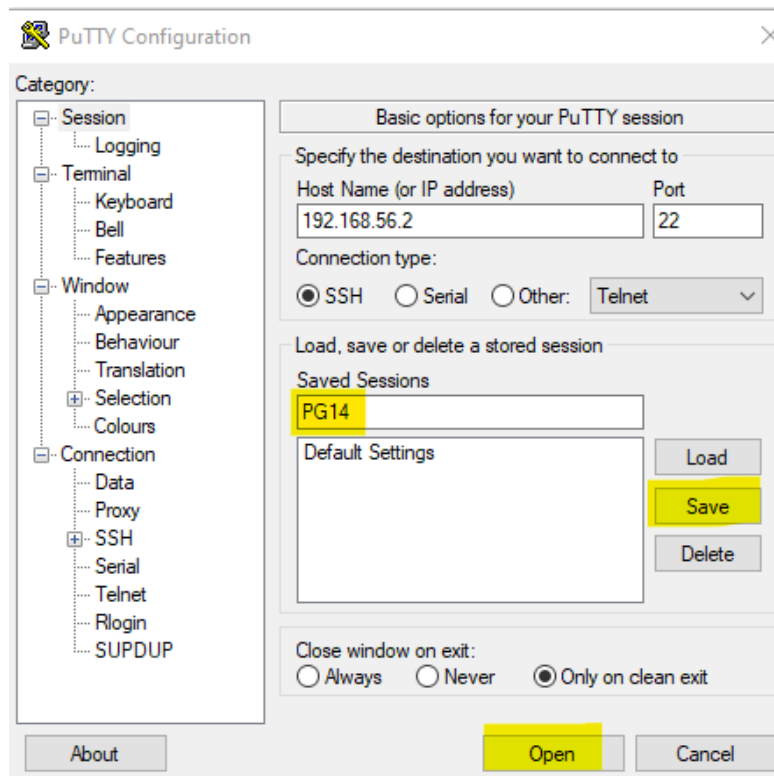 PuTTY Configuration
Category:
Session
Logging
Terminal
Keyboard
Bell
Features
Window
Appearance
Behaviour
Translation
Selection
Colours
Connection
Data
Proxy
SSH
Serial
Telnet
Rlogin
SUPDUP
Basic options for your PuTTY session
Specify the destination you want to connect to
Host Name (or IP address) Port
192.168.56.2 22
Connection type:
SSH Serial Other: Telnet
Load, save or delete a stored session
Saved Sessions
PG14
Default Settings
Load
Save
Delete
Close window on exit:
Always Never Only on clean exit
About Open Cancel